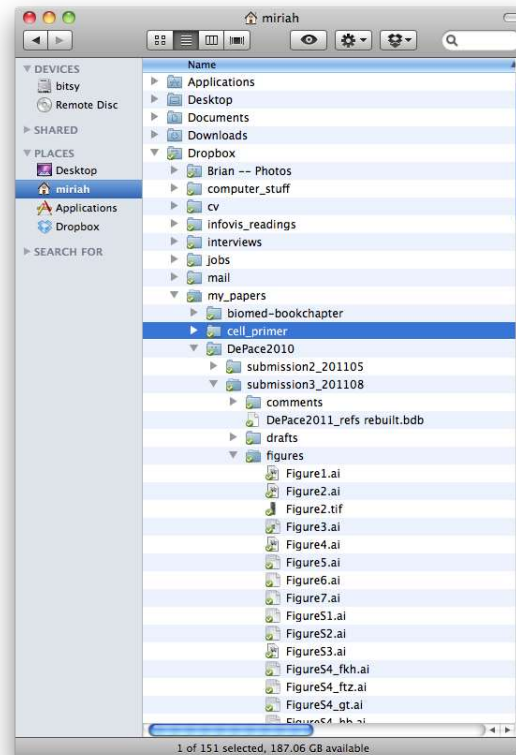 miriah
Name
DEVICES
bitsy
Remote Disc
SHARED
PLACES
Desktop
miriah
Applications
Dropbox
SEARCH FOR
Applications
Desktop
Documents
Downloads
Dropbox
Brian -- Photos
computer_stuff
cv
infovis_readings
interviews
jobs
mail
my_papers
biomed-bookchapter
cell_primer
DePace2010
submission2_201105
submission3_201108
comments
DePace2011_refs rebuilt.bdb
drafts
figures
Figure1.ai
Figure2.ai
Figure2.tif
Figure3.ai
Figure4.ai
Figure5.ai
Figure6.ai
Figure7.ai
FigureS1.ai
FigureS2.ai
FigureS3.ai
FigureS4_fkh.ai
FigureS4_ftz.ai
FigureS4_gt.ai
FigureS4_hb.ai
1 of 151 selected, 187.06 GB available